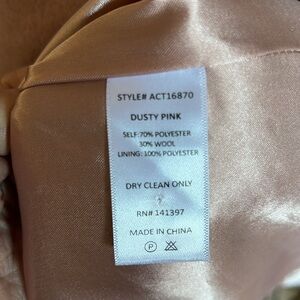 STYLE# ACT16870
DUSTY PINK
SELF:70% POLYESTER
30% WOOL
LINING: 100% POLYESTER
DRY CLEAN ONLY
RN# 141397
MADE IN CHINA
P